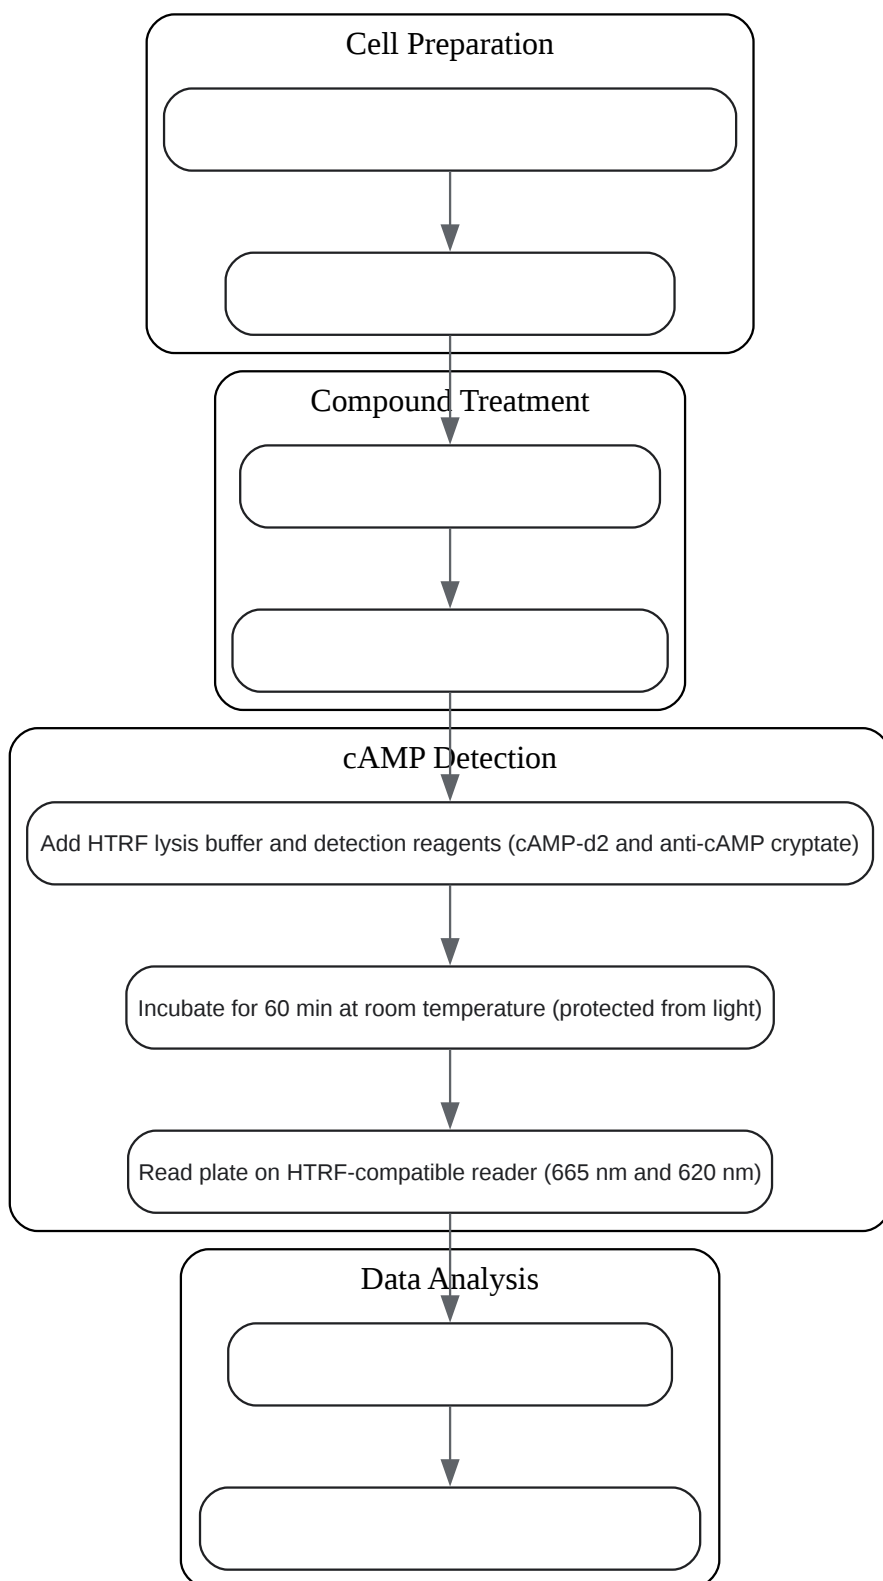 Cell Preparation
Compound Treatment
cAMP Detection
Add HTRF lysis buffer and detection reagents (cAMP-d2 and anti-cAMP cryptate)
Incubate for 60 min at room temperature (protected from light)
Read plate on HTRF-compatible reader (665 nm and 620 nm)
Data Analysis